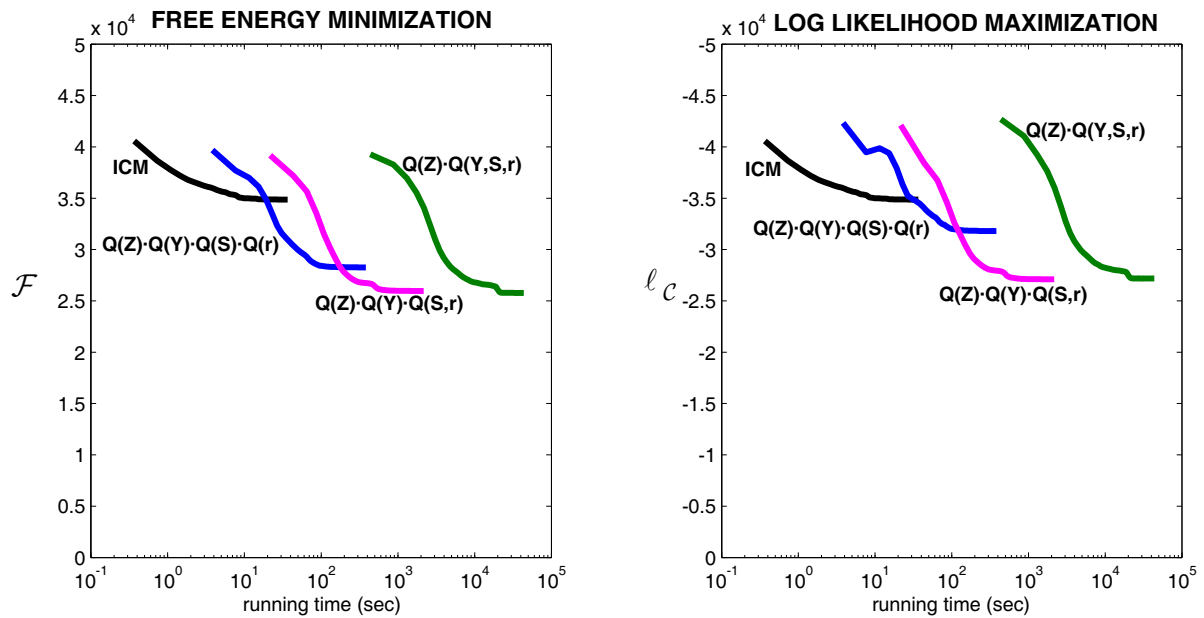 x 10^4 FREE ENERGY MINIMIZATION
5
4.5
4
3.5
3
2.5
2
1.5
1
0.5
0
ℱ
ICM
Q(Z)·Q(Y)·Q(S)·Q(r)
Q(Z)·Q(Y,S,r)
Q(Z)·Q(Y)·Q(S,r)
10^-1 10^0 10^1 10^2 10^3 10^4 10^5
running time (sec)
x 10^4 LOG LIKELIHOOD MAXIMIZATION
-5
-4.5
-4
-3.5
-3
-2.5
-2
-1.5
-1
-0.5
0
ℓ_C
Q(Z)·Q(Y,S,r)
ICM
Q(Z)·Q(Y)·Q(S)·Q(r)
Q(Z)·Q(Y)·Q(S,r)
10^-1 10^0 10^1 10^2 10^3 10^4 10^5
running time (sec)